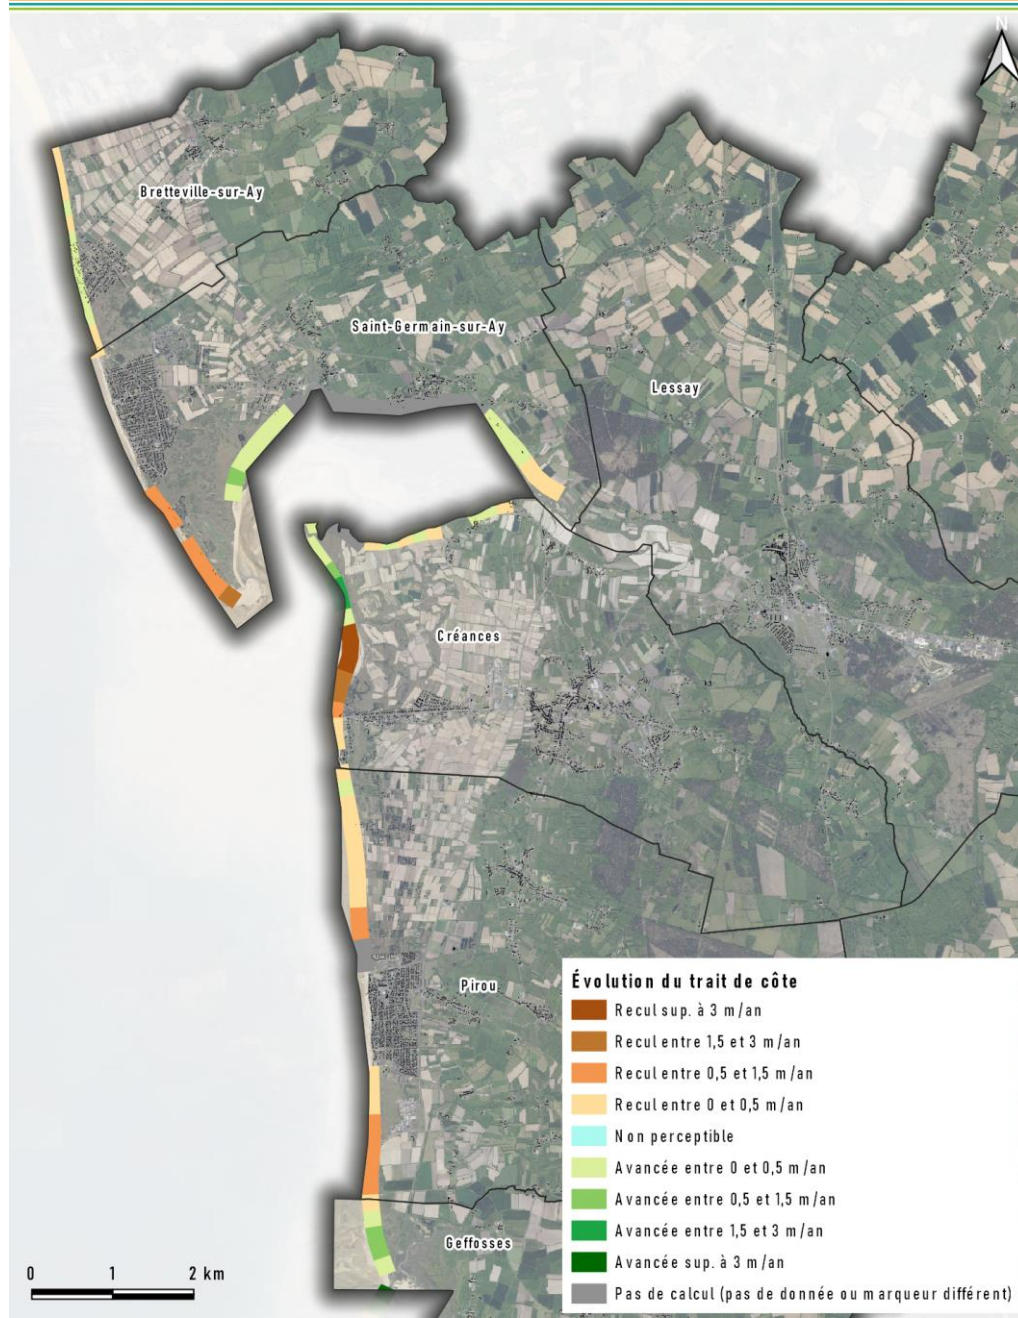 N
Bretteville-sur-Ay
Saint-Germain-sur-Ay
Lessay
Créances
Pirou
Geffosses
Évolution du trait de côte
Recul sup. à 3 m/an
Recul entre 1,5 et 3 m/an
Recul entre 0,5 et 1,5 m/an
Recul entre 0 et 0,5 m/an
Non perceptible
Avancée entre 0 et 0,5 m/an
Avancée entre 0,5 et 1,5 m/an
Avancée entre 1,5 et 3 m/an
Avancée sup. à 3 m/an
Pas de calcul (pas de donnée ou marqueur différent)
0 1 2 km